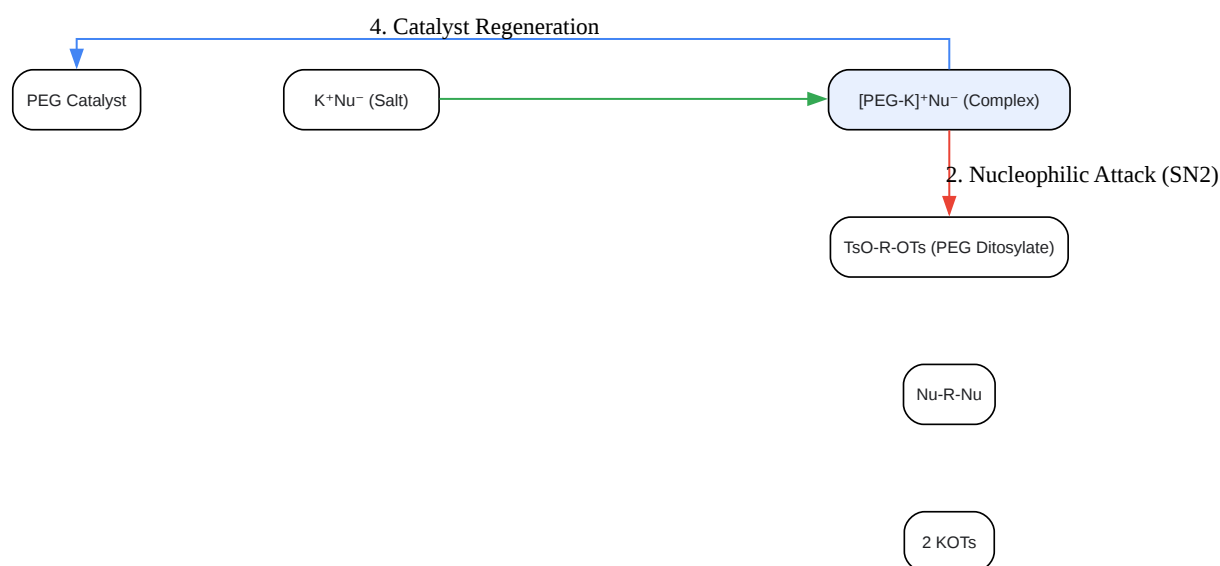 4. Catalyst Regeneration
PEG Catalyst
K⁺Nu⁻ (Salt)
[PEG-K]⁺Nu⁻ (Complex)
2. Nucleophilic Attack (SN2)
TsO-R-OTs (PEG Ditosylate)
Nu-R-Nu
2 KOTs